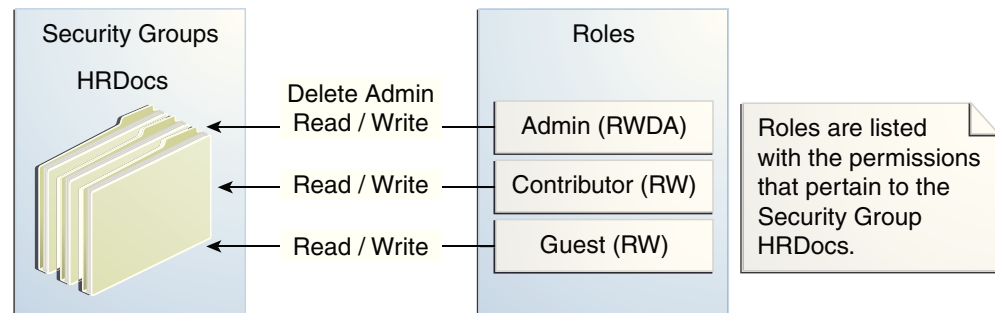 Security Groups
HRDocs
Delete Admin
Read / Write
Read / Write
Read / Write
Roles
Admin (RWDA)
Contributor (RW)
Guest (RW)
Roles are listed
with the permissions
that pertain to the
Security Group
HRDocs.